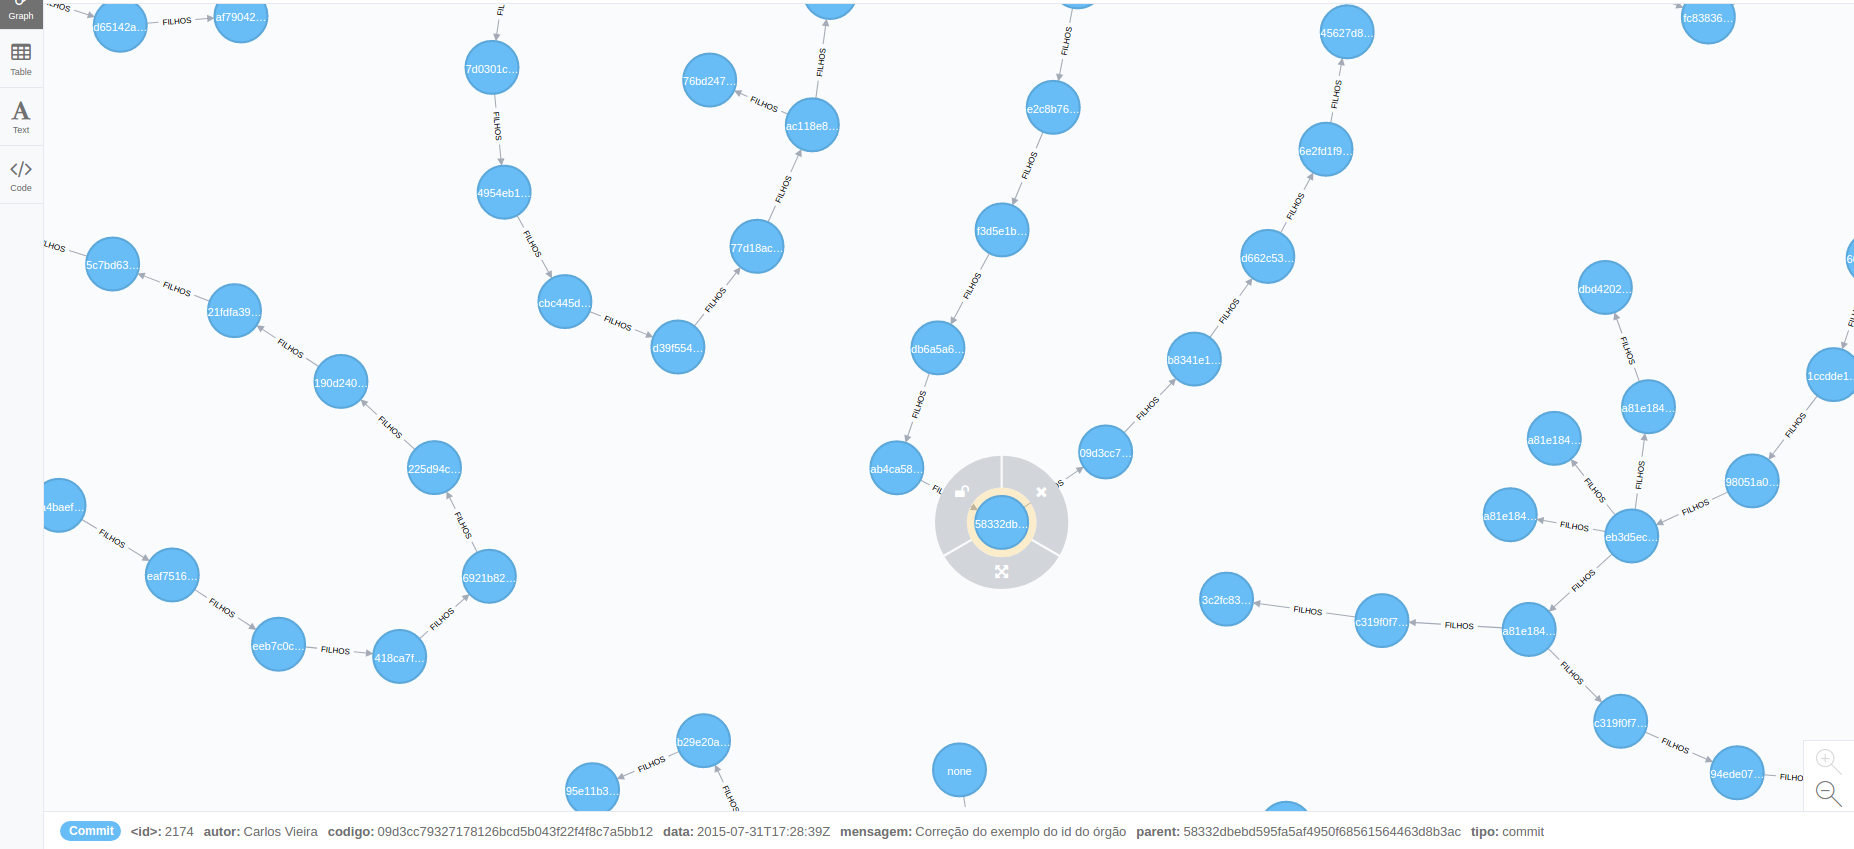 Graph
Table
Text
Code
d65142a...
FILHOS
af79042...
7d0301c...
FILHOS
4954eb1...
FILHOS
cbc445d...
FILHOS
d39f554...
FILHOS
77d18ac...
FILHOS
ac118e8...
FILHOS
76bd247...
FILHOS
FILHOS
e2c8b76...
FILHOS
f3d5e1b...
FILHOS
db6a5a6...
FILHOS
ab4ca58...
58332db...
09d3cc7...
FILHOS
b8341e1...
FILHOS
d662c53...
FILHOS
6e2fd1f9...
FILHOS
45627d8...
fc83836...
5c7bd63...
FILHOS
21fdfa39...
FILHOS
190d240...
FILHOS
225d94c...
FILHOS
6921b82...
FILHOS
418ca7f...
FILHOS
eeb7c0c...
FILHOS
eaf7516...
FILHOS
a4baef...
dbd4202...
FILHOS
a81e184...
FILHOS
a81e184...
FILHOS
a81e184...
FILHOS
eb3d5ec...
FILHOS
98051a0...
FILHOS
1ccdde1...
FILHOS
a81e184...
FILHOS
c319f0f7...
FILHOS
3c2fc83...
FILHOS
c319f0f7...
FILHOS
94ede07...
FILHO
b29e20a...
FILHOS
95e11b3...
FILHOS
none
Commit <id>: 2174 autor: Carlos Vieira codigo: 09d3cc79327178126bcd5b043f22f4f8c7a5bb12 data: 2015-07-31T17:28:39Z mensagem: Correção do exemplo do id do órgão parent: 58332dbebd595fa5af4950f68561564463d8b3ac tipo: commit